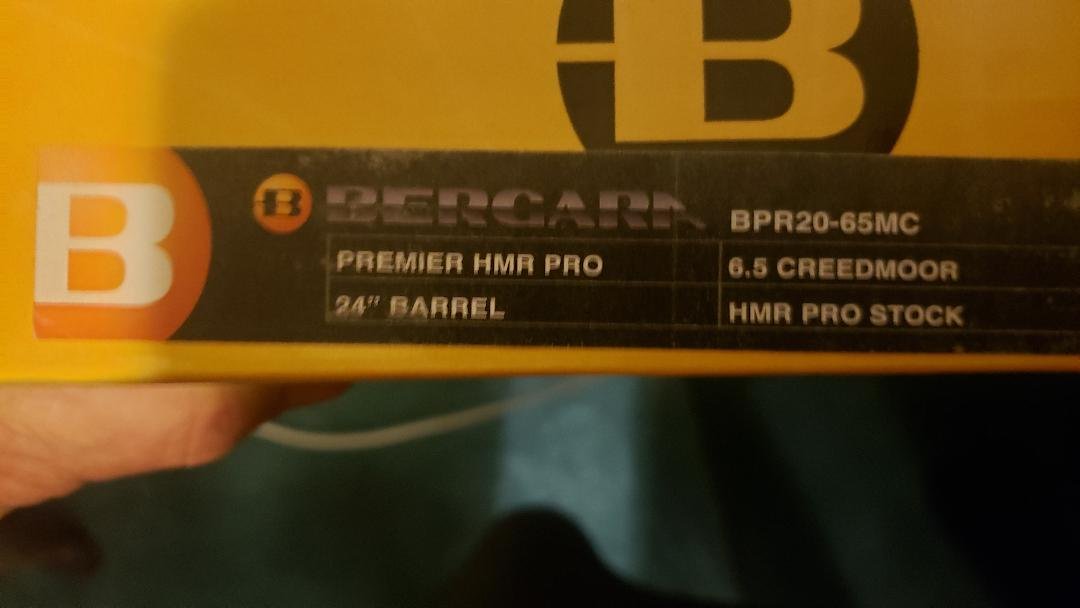 B
B
B BERGARA BPR20-65MC
PREMIER HMR PRO 6.5 CREEDMOOR
24" BARREL HMR PRO STOCK